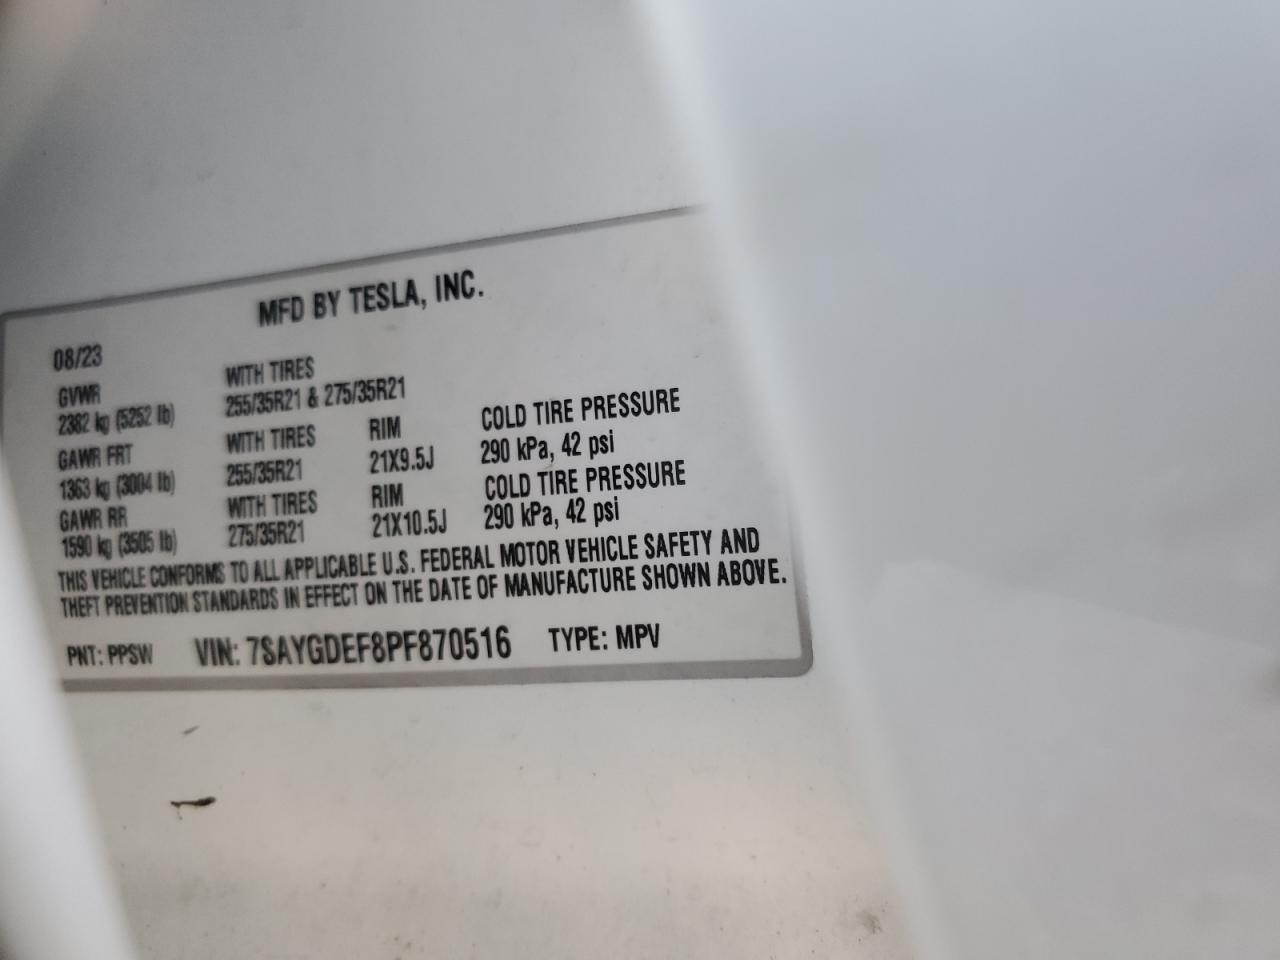 MFD BY TESLA, INC.
08/23
GVWR WITH TIRES
2382 kg (5252 lb) 255/35R21 & 275/35R21
GAWR FRT WITH TIRES RIM COLD TIRE PRESSURE
1363 kg (3004 lb) 255/35R21 21X9.5J 290 kPa, 42 psi
GAWR RR WITH TIRES RIM COLD TIRE PRESSURE
1590 kg (3505 lb) 275/35R21 21X10.5J 290 kPa, 42 psi
THIS VEHICLE CONFORMS TO ALL APPLICABLE U.S. FEDERAL MOTOR VEHICLE SAFETY AND
THEFT PREVENTION STANDARDS IN EFFECT ON THE DATE OF MANUFACTURE SHOWN ABOVE.
PNT: PPSW VIN: 7SAYGDEF8PF870516 TYPE: MPV